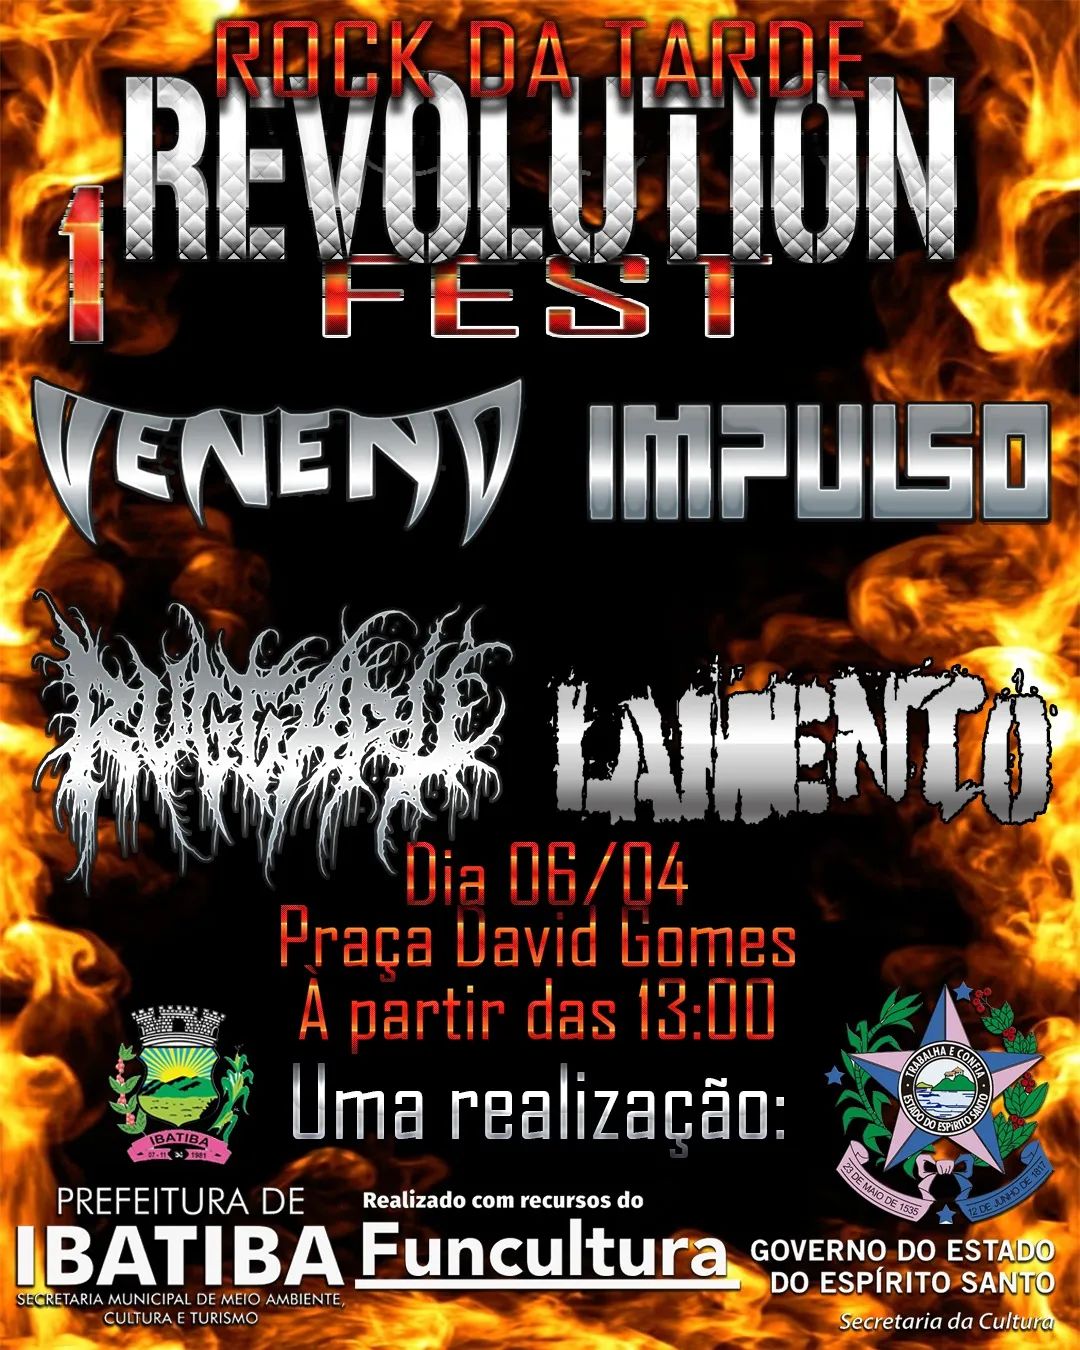 ROCK DA TARDE
REVOLUTION
1
FEST
VENENO
IMPULSO
LAMENTO
Dia 06/04
Praça David Gomes
À partir das 13:00
Uma realização:
IBATIBA
07-11 1981
TRABALHA E CONFIA
ESTADO DO ESPÍRITO SANTO
23 DE MAIO DE 1535
12 DE JUNHO DE 1817
PREFEITURA DE
IBATIBA
SECRETARIA MUNICIPAL DE MEIO AMBIENTE,
CULTURA E TURISMO
Realizado com recursos do
Funcultura
GOVERNO DO ESTADO
DO ESPÍRITO SANTO
Secretaria da Cultura